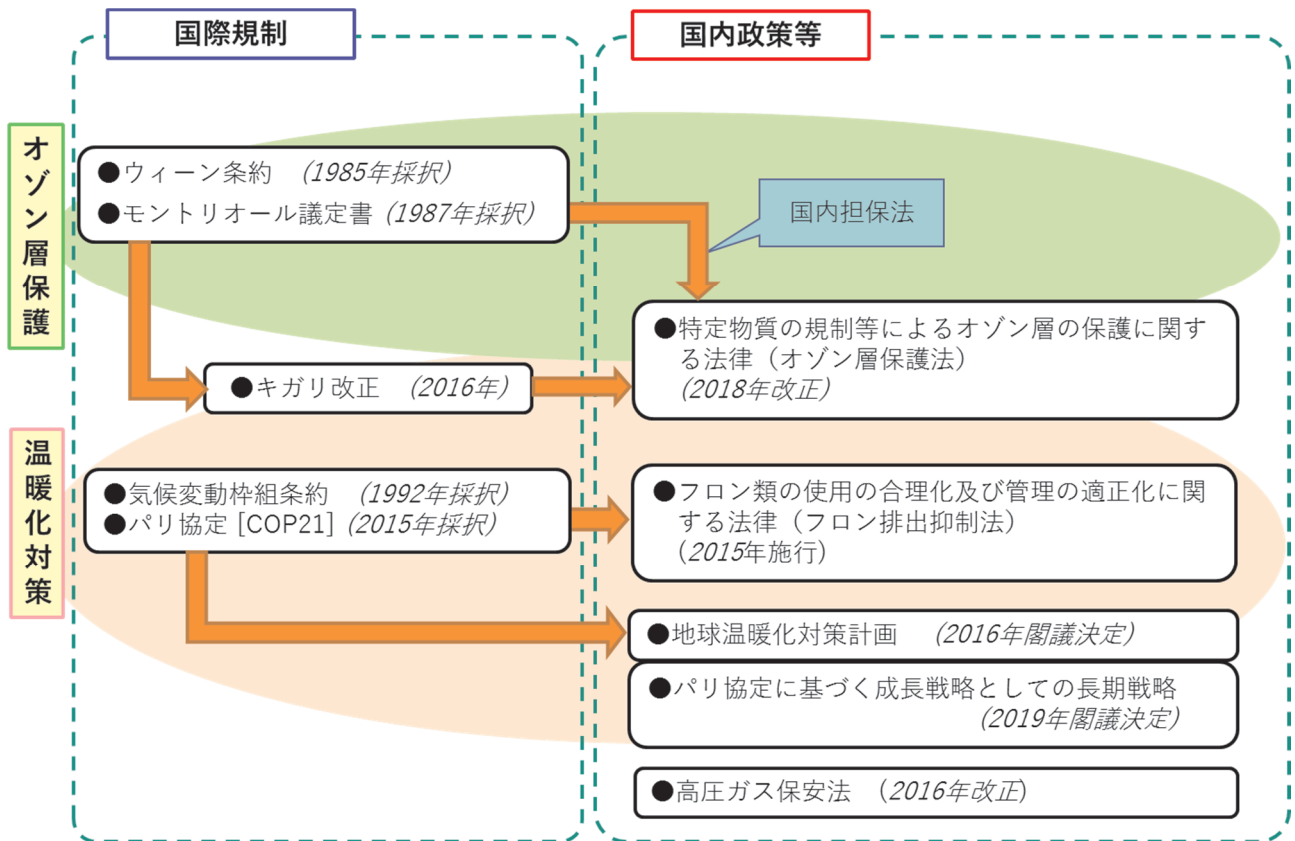 国際規制
国内政策等
オゾン層保護
●ウィーン条約 (1985年採択)
●モントリオール議定書 (1987年採択)
国内担保法
●特定物質の規制等によるオゾン層の保護に関す
る法律（オゾン層保護法）
(2018年改正)
●キガリ改正 (2016年)
温暖化対策
●気候変動枠組条約 (1992年採択)
●パリ協定 [COP21] (2015年採択)
●フロン類の使用の合理化及び管理の適正化に関
する法律（フロン排出抑制法）
(2015年施行)
●地球温暖化対策計画 (2016年閣議決定)
●パリ協定に基づく成長戦略としての長期戦略
(2019年閣議決定)
●高圧ガス保安法 (2016年改正)